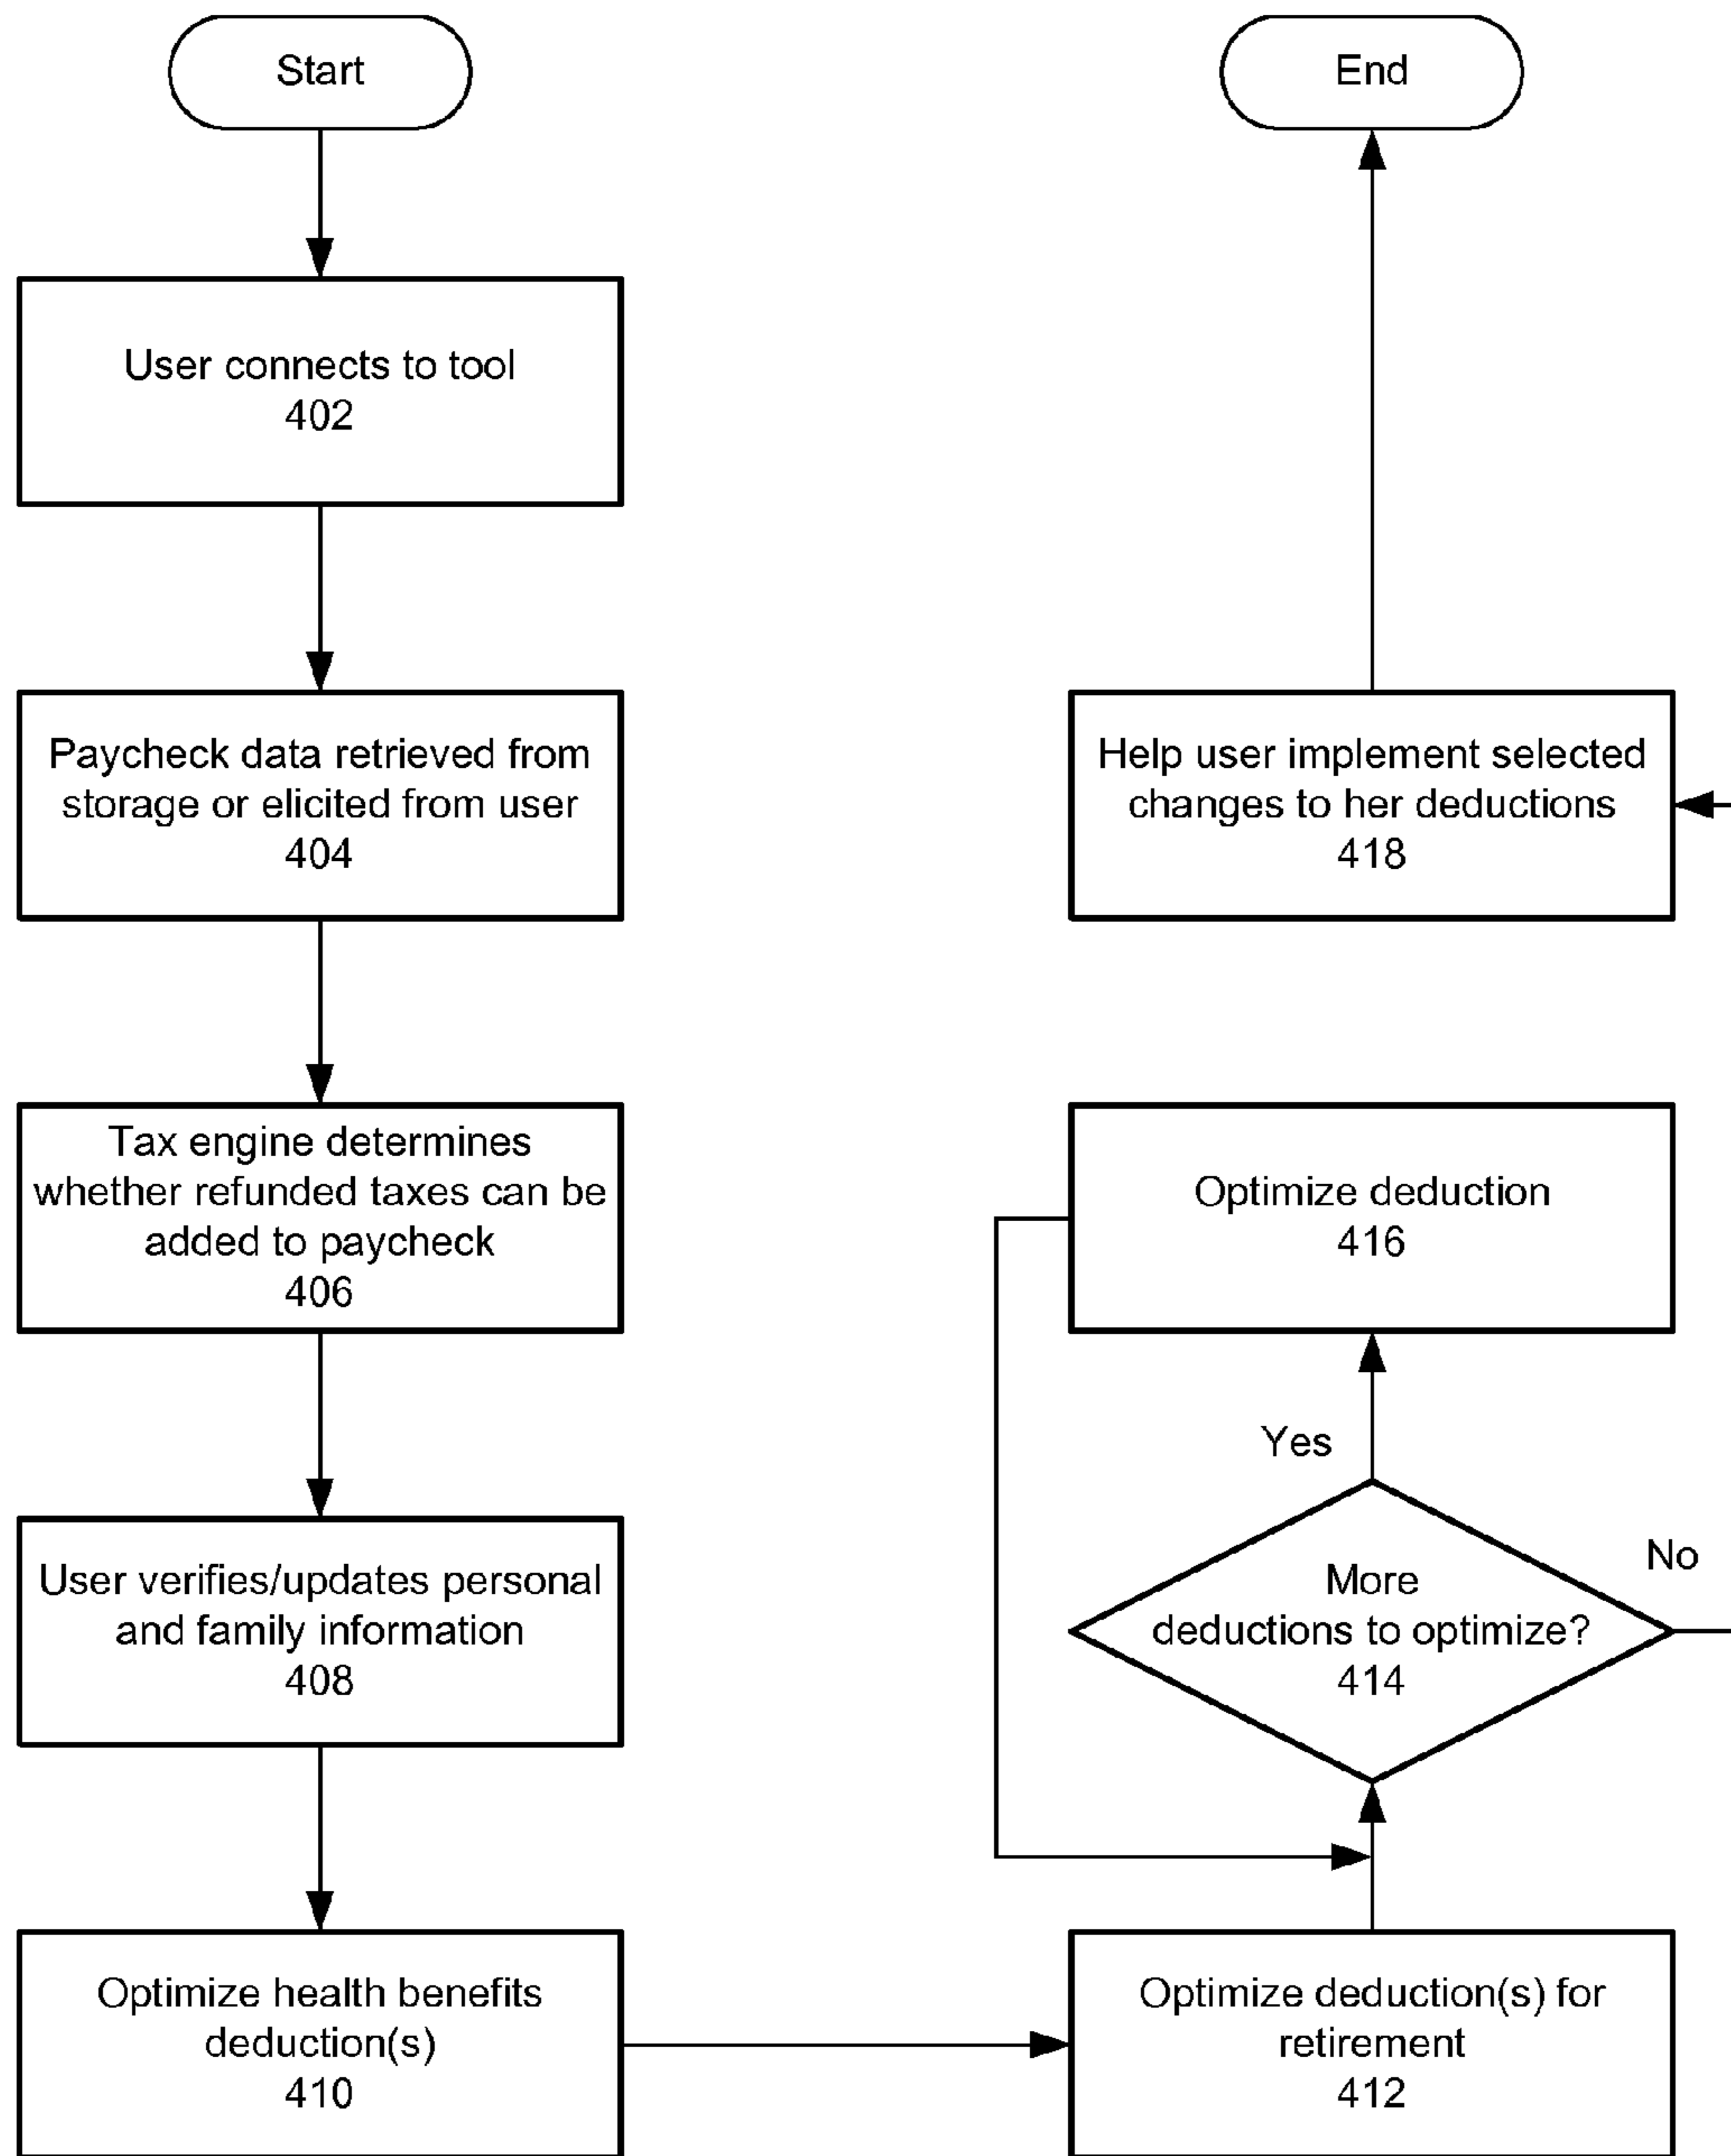 Start
User connects to tool
402
Paycheck data retrieved from
storage or elicited from user
404
Tax engine determines
whether refunded taxes can be
added to paycheck
406
User verifies/updates personal
and family information
408
Optimize health benefits
deduction(s)
410
Optimize deduction(s) for
retirement
412
More
deductions to optimize?
414
Yes
No
Optimize deduction
416
Help user implement selected
changes to her deductions
418
End